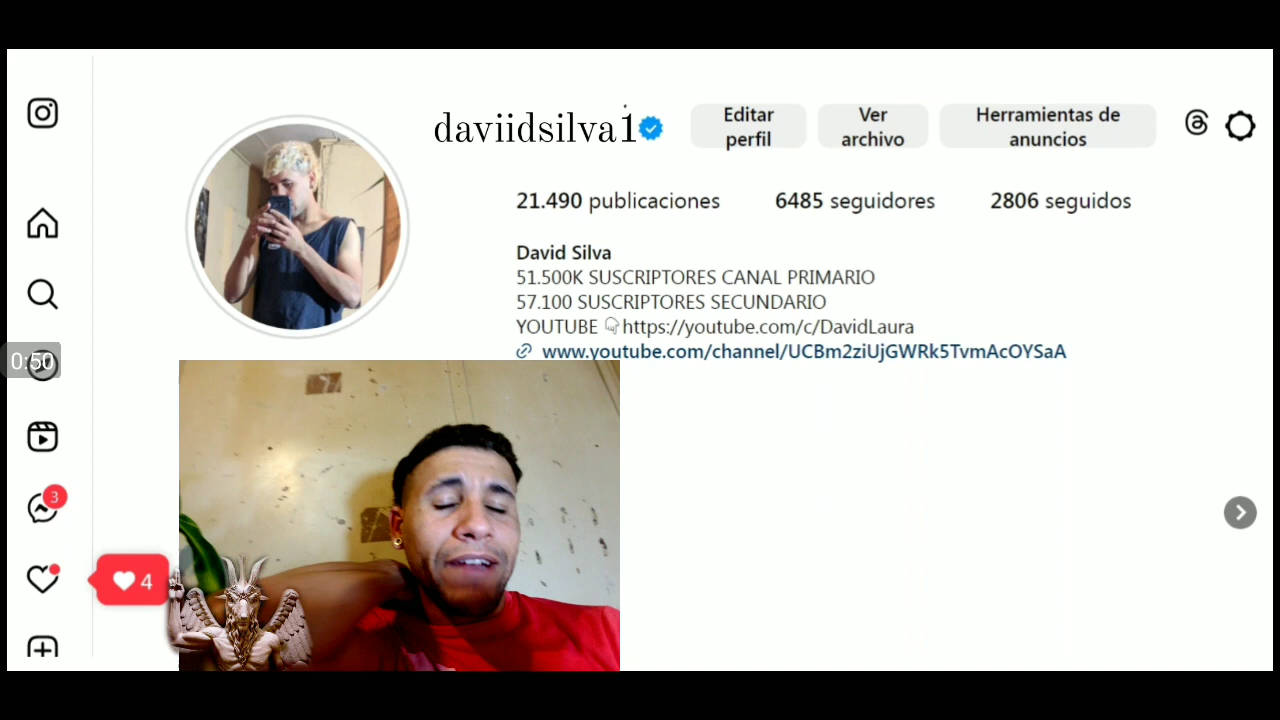 daviidsilva1
Editar
perfil
Ver
archivo
Herramientas de
anuncios
21.490 publicaciones
6485 seguidores
2806 seguidos
David Silva
51.500K SUSCRIPTORES CANAL PRIMARIO
57.100 SUSCRIPTORES SECUNDARIO
YOUTUBE 👇https://youtube.com/c/DavidLaura
www.youtube.com/channel/UCBm2ziUjGWRk5TvmAcOYSaA
0:50
3
4